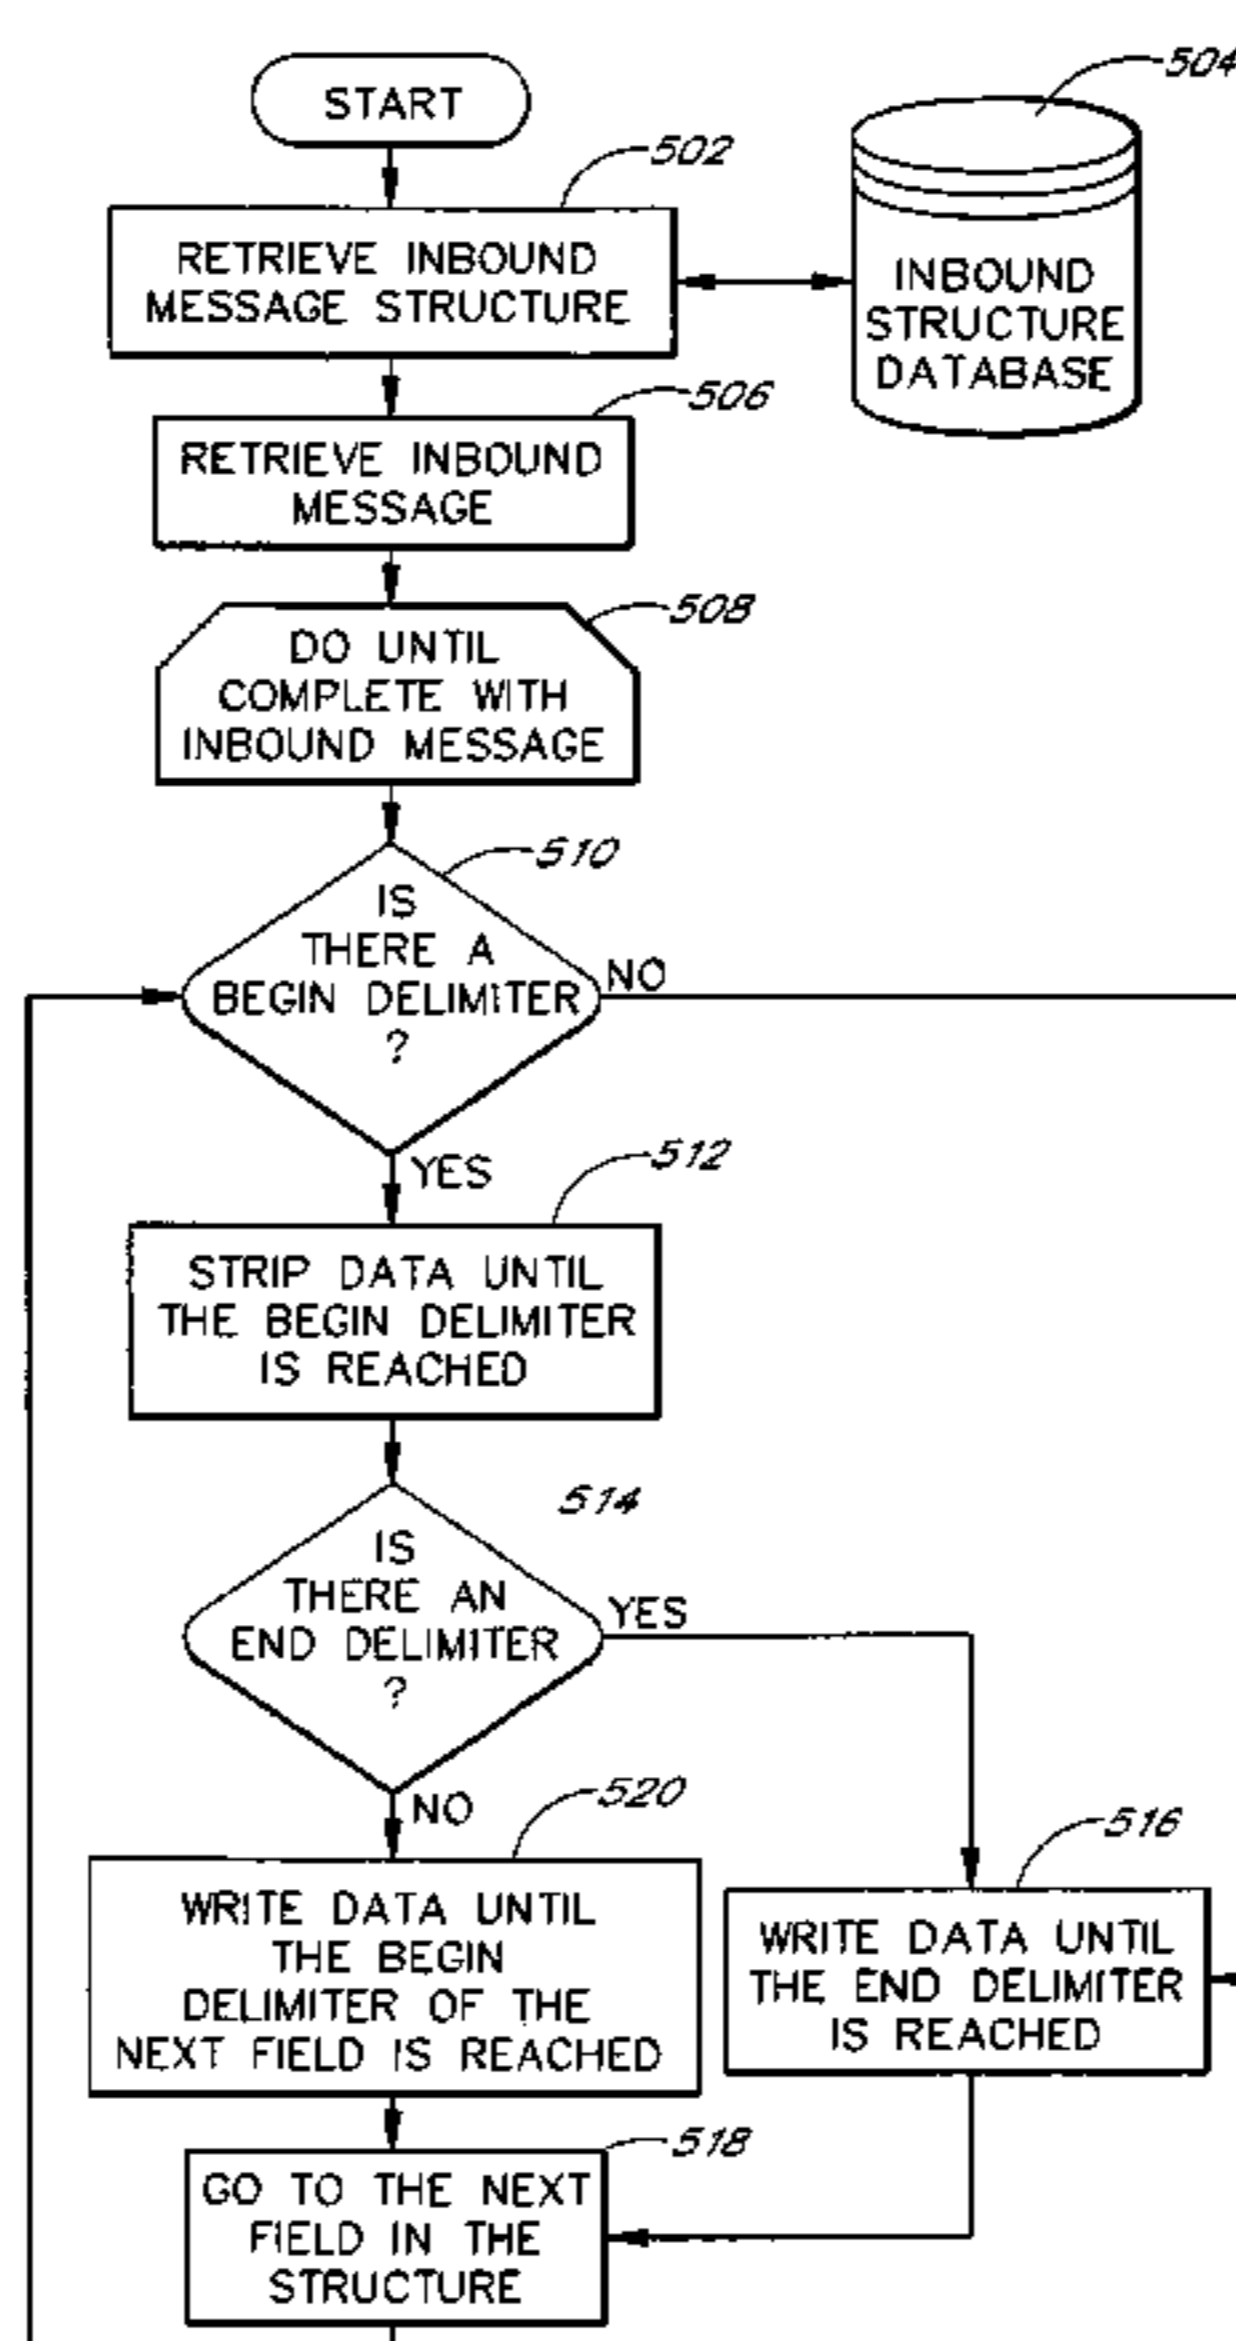 START
504
502
RETRIEVE INBOUND
MESSAGE STRUCTURE
INBOUND
STRUCTURE
DATABASE
506
RETRIEVE INBOUND
MESSAGE
508
DO UNTIL
COMPLETE WITH
INBOUND MESSAGE
510
IS
THERE A
BEGIN DELIMITER
?
NO
YES
512
STRIP DATA UNTIL
THE BEGIN DELIMITER
IS REACHED
514
IS
THERE AN
END DELIMITER
?
YES
NO
520
WRITE DATA UNTIL
THE BEGIN
DELIMITER OF THE
NEXT FIELD IS REACHED
516
WRITE DATA UNTIL
THE END DELIMITER
IS REACHED
518
GO TO THE NEXT
FIELD IN THE
STRUCTURE